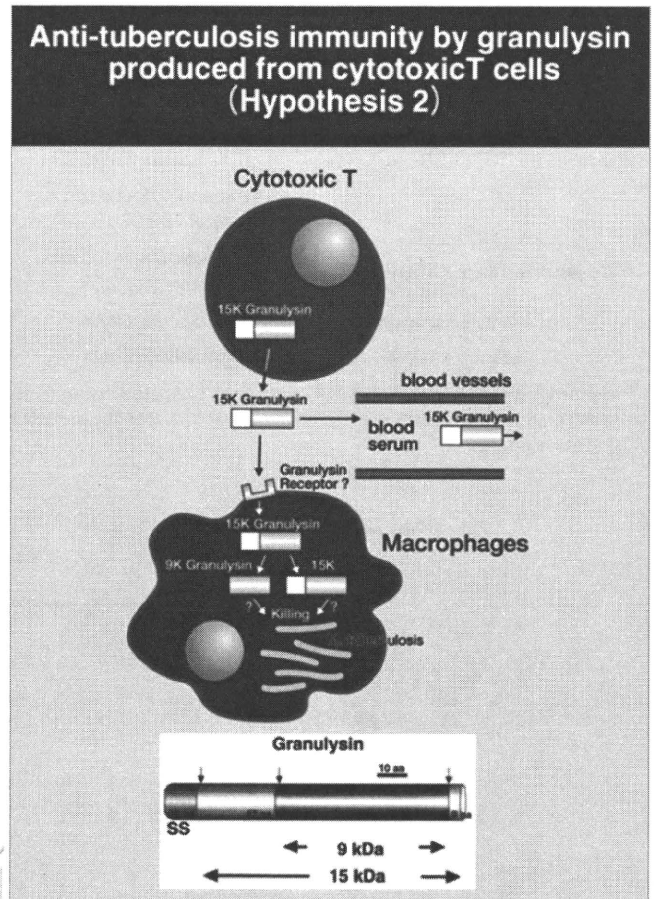 Anti-tuberculosis immunity by granulysin
produced from cytotoxicT cells
(Hypothesis 2)
Cytotoxic T
15K Granulysin
15K Granulysin
blood vessels
blood
serum
15K Granulysin
Granulysin
Receptor ?
15K Granulysin
Macrophages
9K Granulysin
15K
?
Killing
?
Granulysin
10 aa
SS
9 kDa
15 kDa